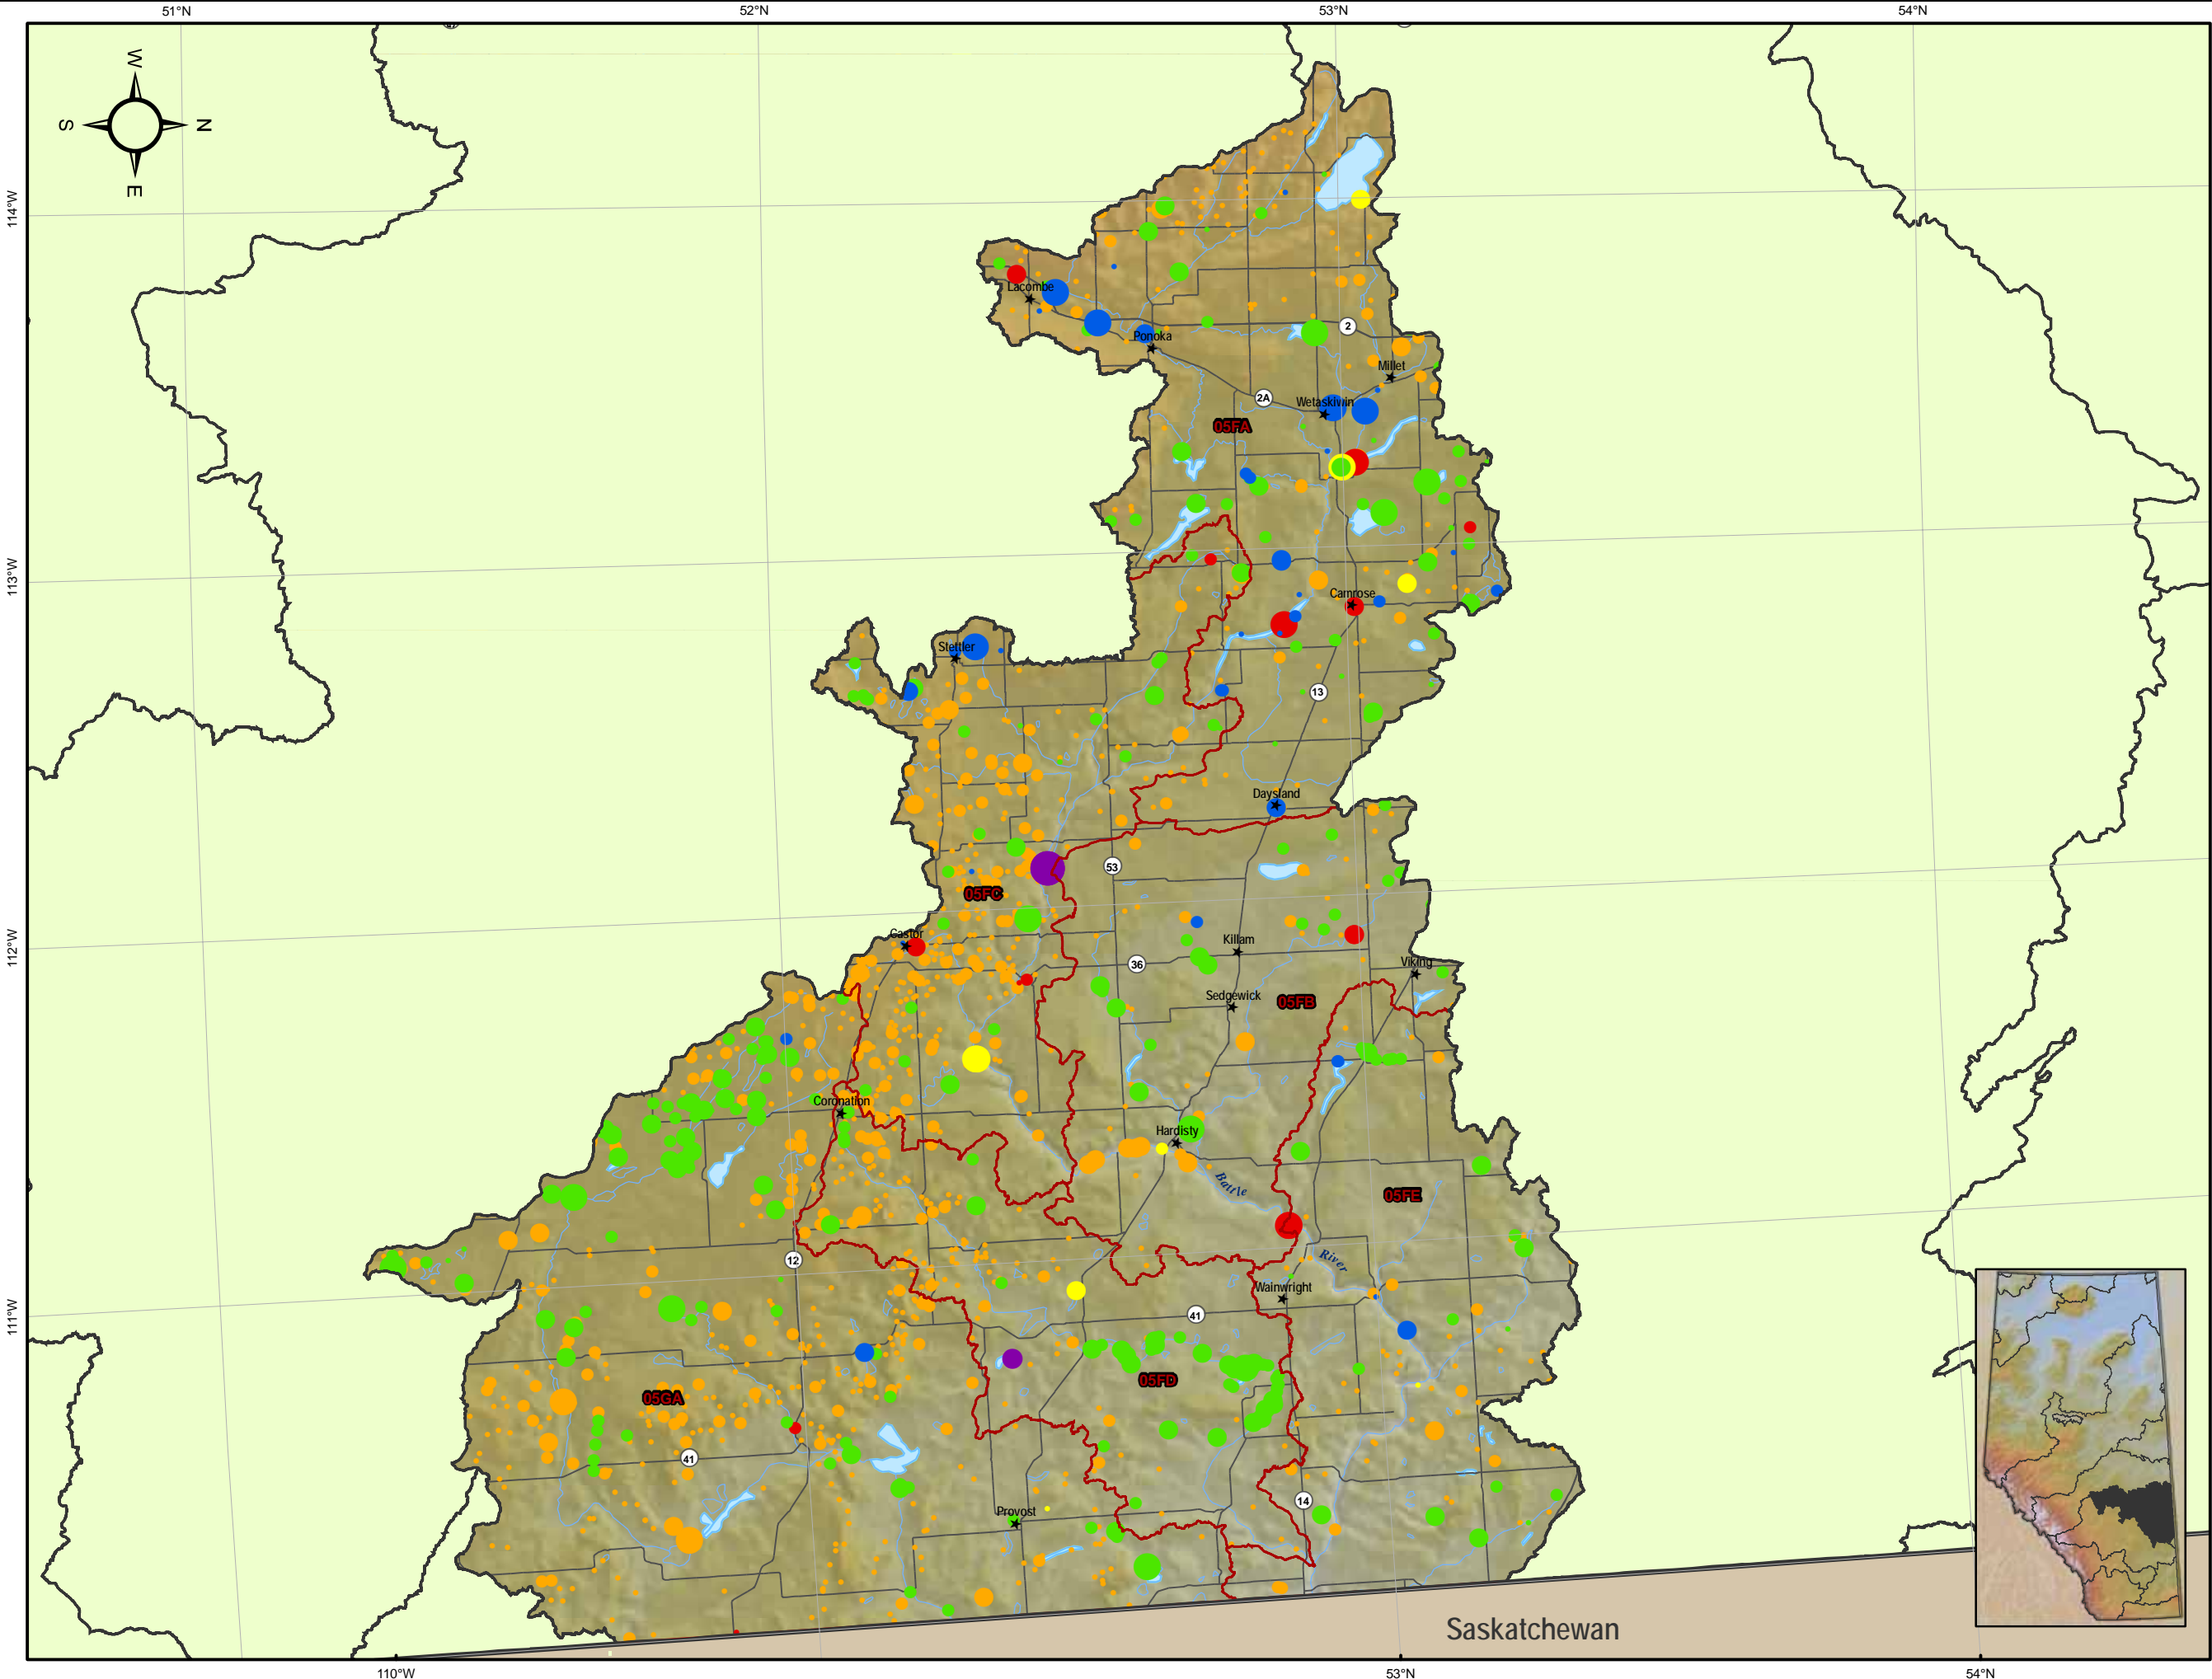 51°N
52°N
53°N
54°N
W
S
N
E
114°W
113°W
112°W
111°W
Lacombe
Ponoka
2
Millet
2A
Wetaskiwin
05FA
Camrose
Stettler
13
Daysland
53
05FC
Castor
Killam
36
Viking
Sedgewick
05FB
Coronation
Hardisty
Battle
05FE
River
12
Wainwright
41
05FD
05GA
41
14
Provost
Saskatchewan
110°W
53°N
54°N